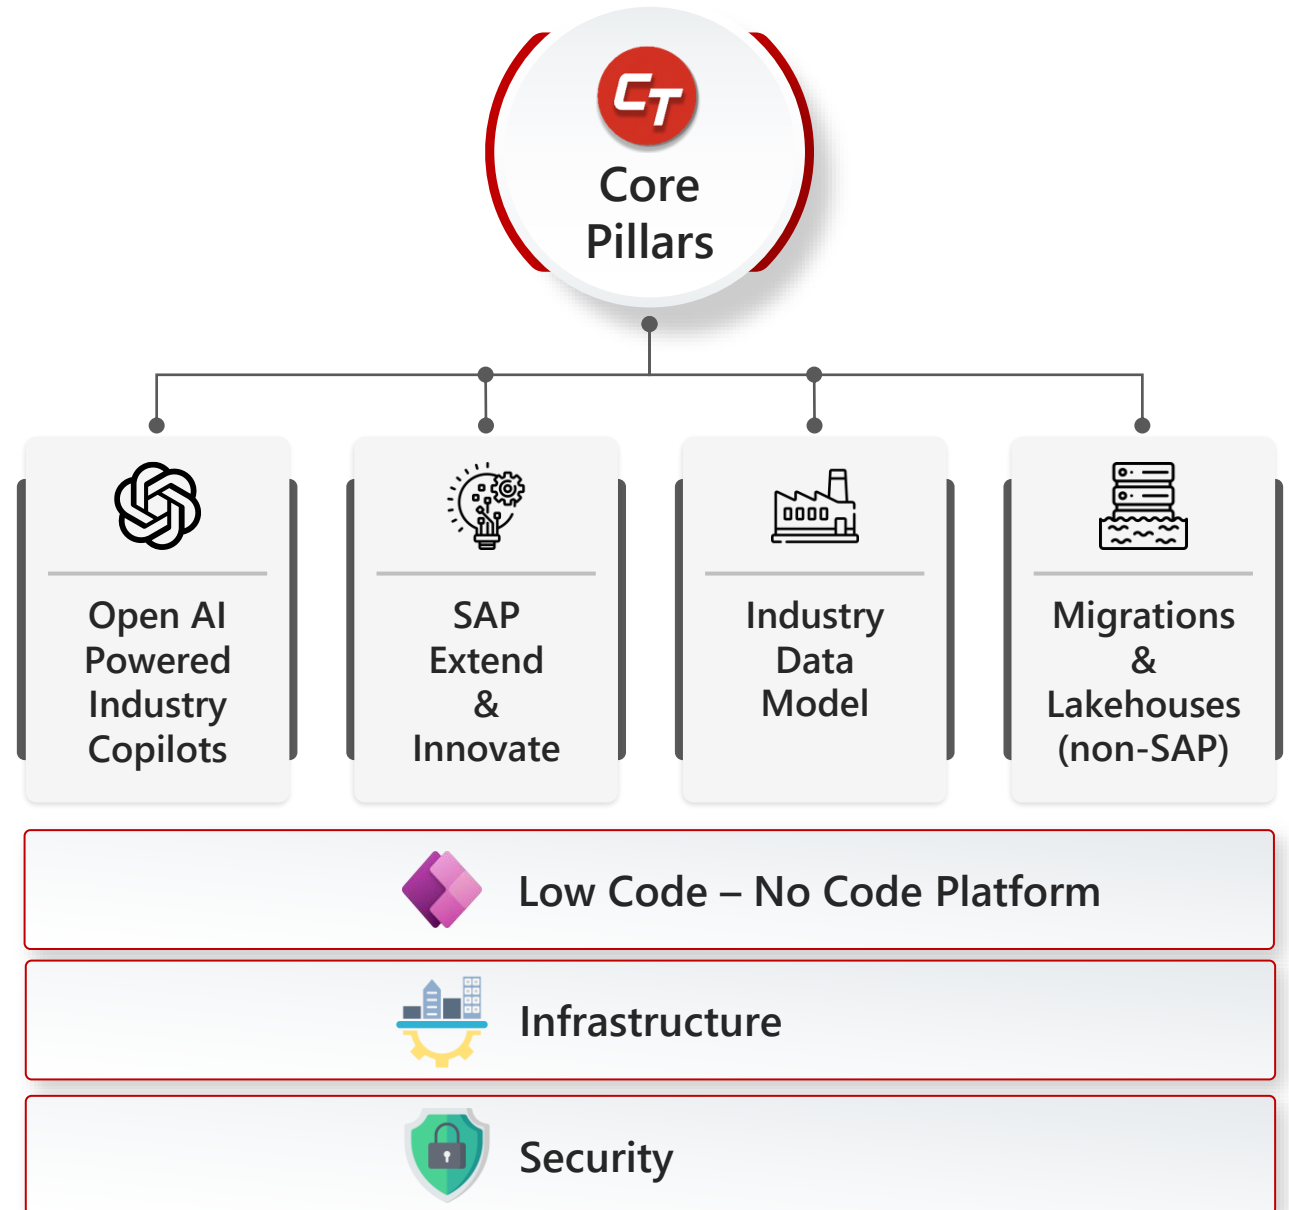 CT
Core
Pillars
Open AI
Powered
Industry
Copilots
SAP
Extend
&
Innovate
Industry
Data
Model
Migrations
&
Lakehouses
(non-SAP)
Low Code – No Code Platform
Infrastructure
Security